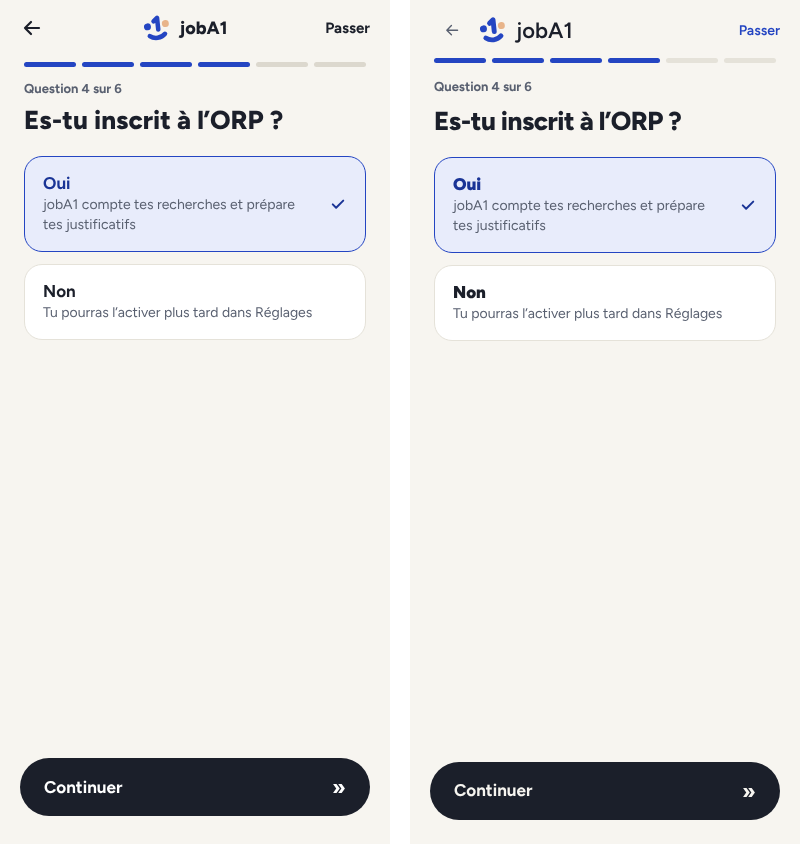 jobA1
Passer
Question 4 sur 6
Es-tu inscrit à l’ORP ?
Oui
jobA1 compte tes recherches et prépare
tes justificatifs
Non
Tu pourras l’activer plus tard dans Réglages
Continuer »
jobA1
Passer
Question 4 sur 6
Es-tu inscrit à l’ORP ?
Oui
jobA1 compte tes recherches et prépare
tes justificatifs
Non
Tu pourras l’activer plus tard dans Réglages
Continuer »